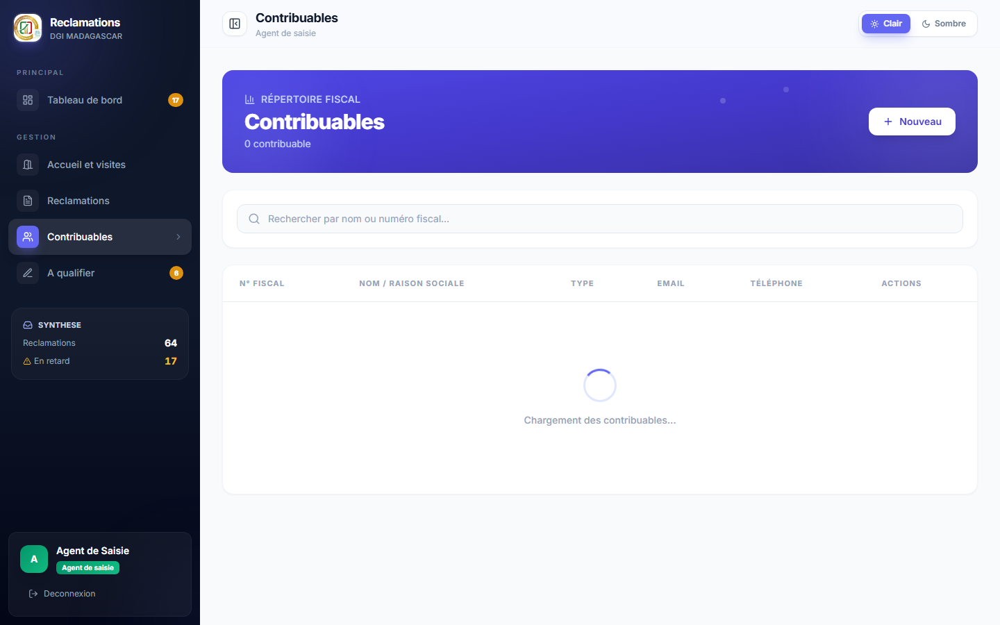 Reclamations
DGI MADAGASCAR
PRINCIPAL
Tableau de bord
17
GESTION
Accueil et visites
Reclamations
Contribuables
A qualifier
6
SYNTHESE
Reclamations
64
En retard
17
A
Agent de Saisie
Agent de saisie
Deconnexion
Contribuables
Agent de saisie
Clair
Sombre
RÉPERTOIRE FISCAL
Contribuables
0 contribuable
Nouveau
Rechercher par nom ou numéro fiscal...
N° FISCAL
NOM / RAISON SOCIALE
TYPE
EMAIL
TÉLÉPHONE
ACTIONS
Chargement des contribuables...